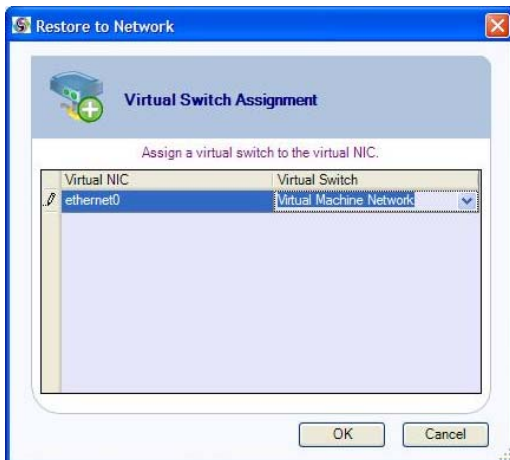 Restore to Network
Virtual Switch Assignment
Assign a virtual switch to the virtual NIC.
Virtual NIC Virtual Switch
ethernet0 Virtual Machine Network
OK Cancel